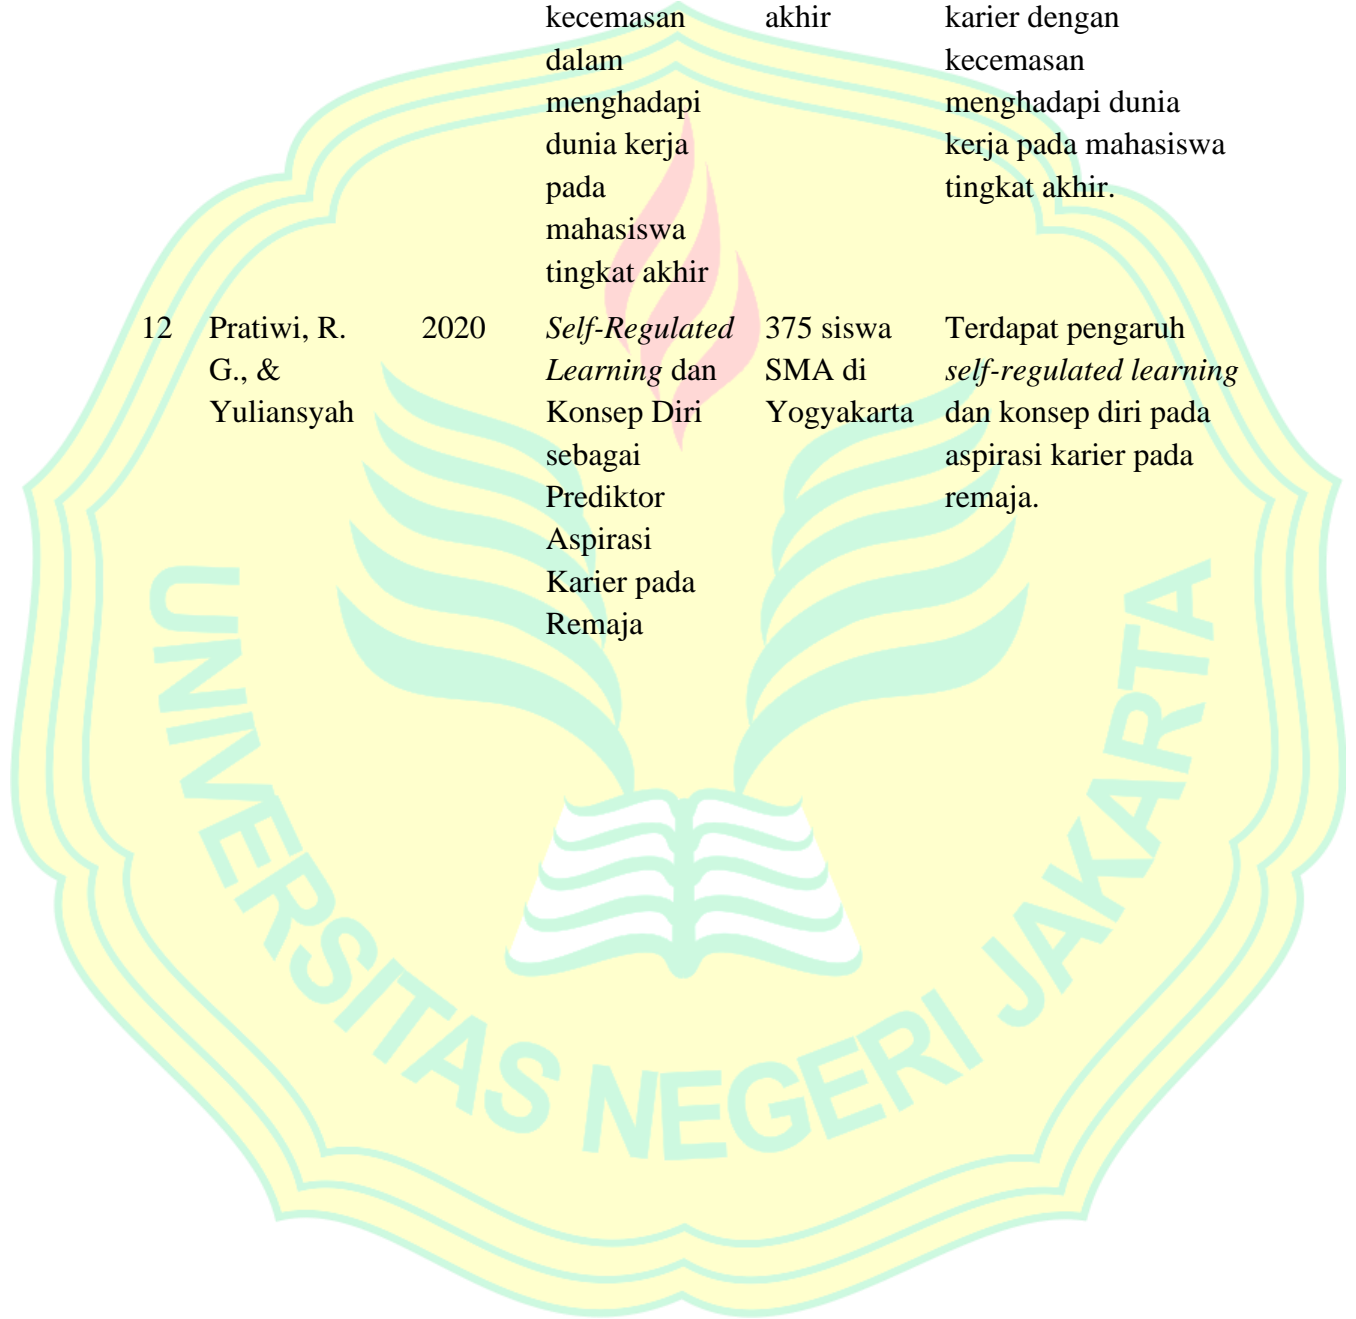 kecemasan akhir karier dengan
dalam kecemasan
menghadapi menghadapi dunia
dunia kerja kerja pada mahasiswa
pada tingkat akhir.
mahasiswa
tingkat akhir
12 Pratiwi, R. 2020 Self-Regulated 375 siswa Terdapat pengaruh
G., & Learning dan SMA di self-regulated learning
Yuliansyah Konsep Diri Yogyakarta dan konsep diri pada
sebagai aspirasi karier pada
Prediktor remaja.
Aspirasi
Karier pada
Remaja
UNIVERSITAS NEGERI JAKARTA